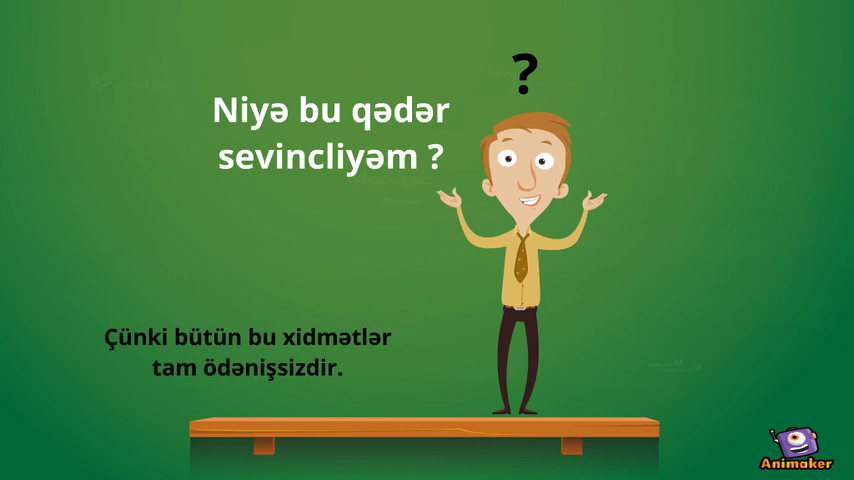 ?
Niyə bu qədər
sevincliyəm ?
Çünki bütün bu xidmətlər
tam ödənişsizdir.
Animaker